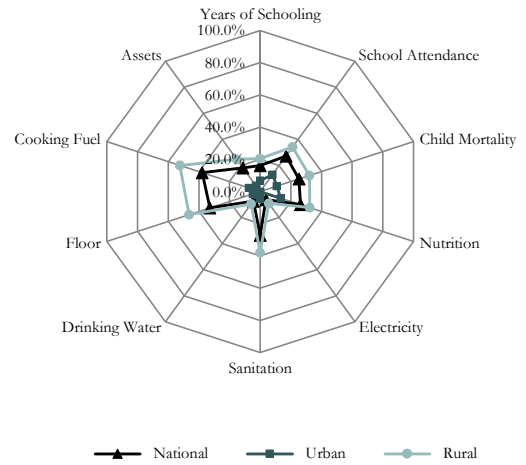 Years of Schooling
100.0%
Assets
School Attendance
80.0%
60.0%
40.0%
Cooking Fuel
Child Mortality
20.0%
0.0%
Floor
Nutrition
Drinking Water
Electricity
Sanitation
National Urban Rural